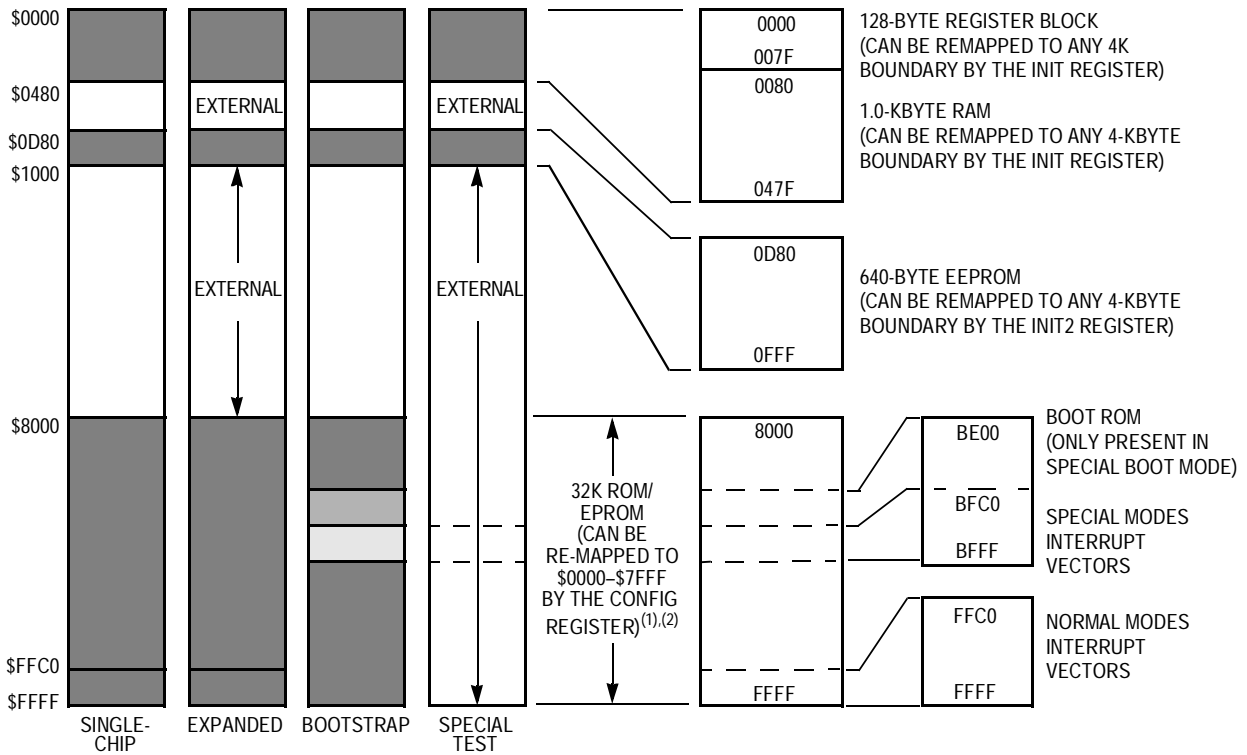 $0000
$0480
$0D80
$1000
$8000
$FFC0
$FFFF
EXTERNAL
EXTERNAL
EXTERNAL
EXTERNAL
SINGLE-
CHIP
EXPANDED
BOOTSTRAP
SPECIAL
TEST
32K ROM/
EPROM
(CAN BE
RE-MAPPED TO
$0000–$7FFF
BY THE CONFIG
REGISTER)(1),(2)
0000
007F
0080
047F
128-BYTE REGISTER BLOCK
(CAN BE REMAPPED TO ANY 4K
BOUNDARY BY THE INIT REGISTER)
1.0-KBYTE RAM
(CAN BE REMAPPED TO ANY 4-KBYTE
BOUNDARY BY THE INIT REGISTER)
0D80
0FFF
640-BYTE EEPROM
(CAN BE REMAPPED TO ANY 4-KBYTE
BOUNDARY BY THE INIT2 REGISTER)
8000
FFFF
BE00
BFC0
BFFF
BOOT ROM
(ONLY PRESENT IN
SPECIAL BOOT MODE)
SPECIAL MODES
INTERRUPT
VECTORS
FFC0
FFFF
NORMAL MODES
INTERRUPT
VECTORS